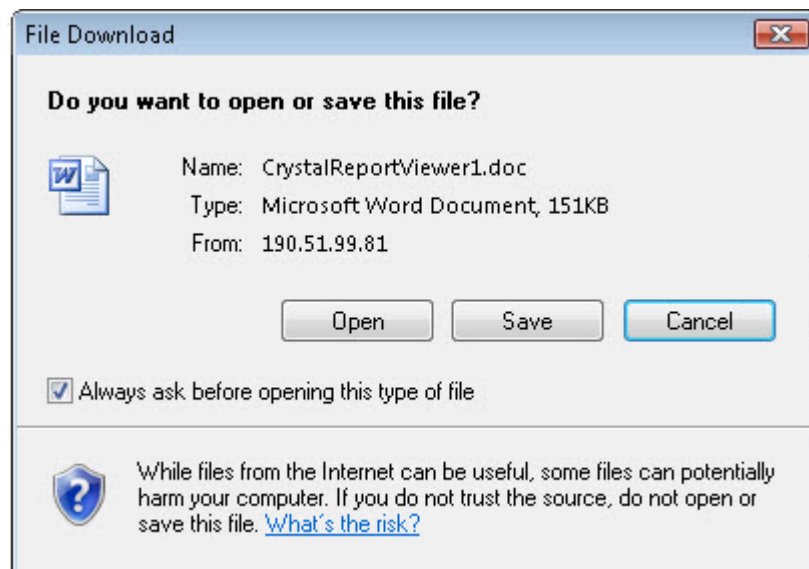 File Download
Do you want to open or save this file?
Name: CrystalReportViewer1.doc
Type: Microsoft Word Document, 151KB
From: 190.51.99.81
Open Save Cancel
Always ask before opening this type of file
While files from the Internet can be useful, some files can potentially
harm your computer. If you do not trust the source, do not open or
save this file. What's the risk?